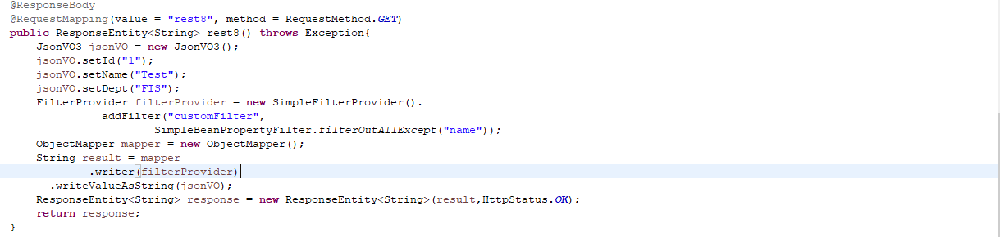 @ResponseBody
@RequestMapping(value = "rest8", method = RequestMethod.GET)
public ResponseEntity<String> rest8() throws Exception{
    JsonVO3 jsonVO = new JsonVO3();
    jsonVO.setId("1");
    jsonVO.setName("Test");
    jsonVO.setDept("FIS");
    FilterProvider filterProvider = new SimpleFilterProvider().
              addFilter("customFilter",
                      SimpleBeanPropertyFilter.filterOutAllExcept("name"));
    ObjectMapper mapper = new ObjectMapper();
    String result = mapper
            .writer(filterProvider)
      .writeValueAsString(jsonVO);
    ResponseEntity<String> response = new ResponseEntity<String>(result,HttpStatus.OK);
    return response;
}